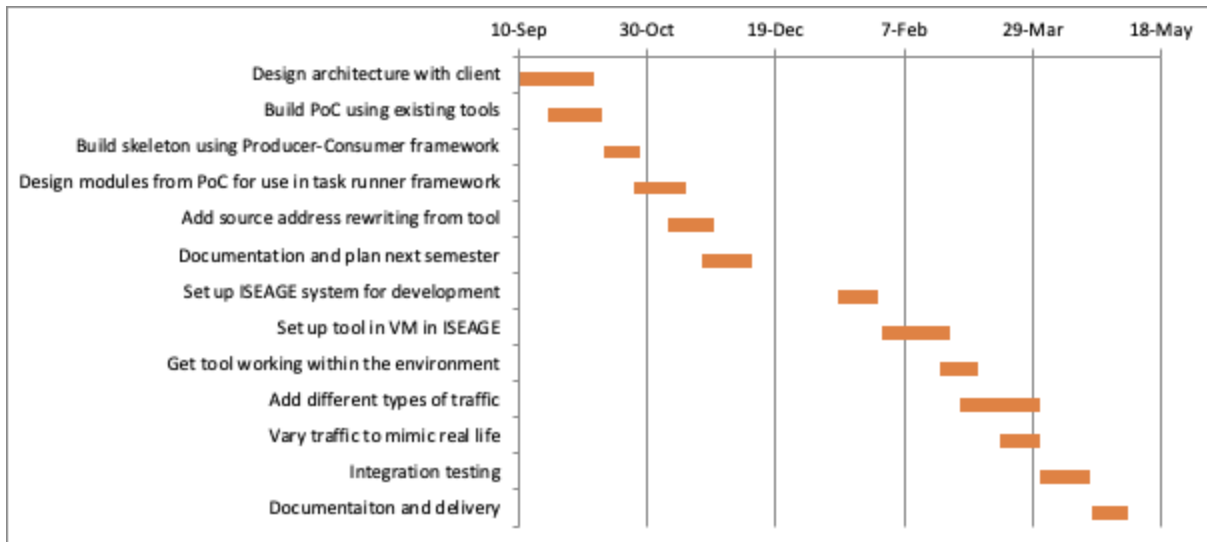 10-Sep 30-Oct 19-Dec 7-Feb 29-Mar 18-May
Design architecture with client
Build PoC using existing tools
Build skeleton using Producer-Consumer framework
Design modules from PoC for use in task runner framework
Add source address rewriting from tool
Documentation and plan next semester
Set up ISEAGE system for development
Set up tool in VM in ISEAGE
Get tool working within the environment
Add different types of traffic
Vary traffic to mimic real life
Integration testing
Documentaiton and delivery